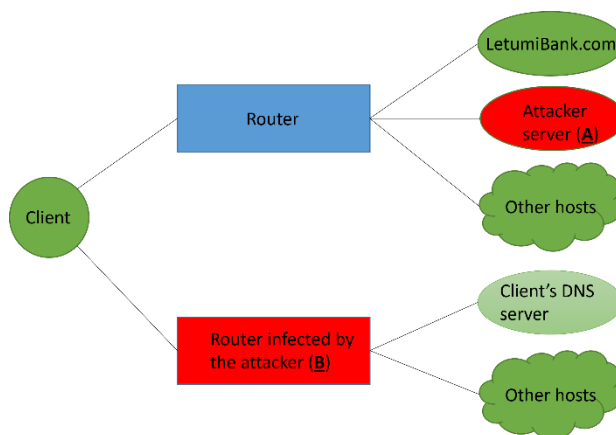 LetumiBank.com
Router
Attacker
server (A)
Client
Other hosts
Client's DNS
server
Router infected by
the attacker (B)
Other hosts